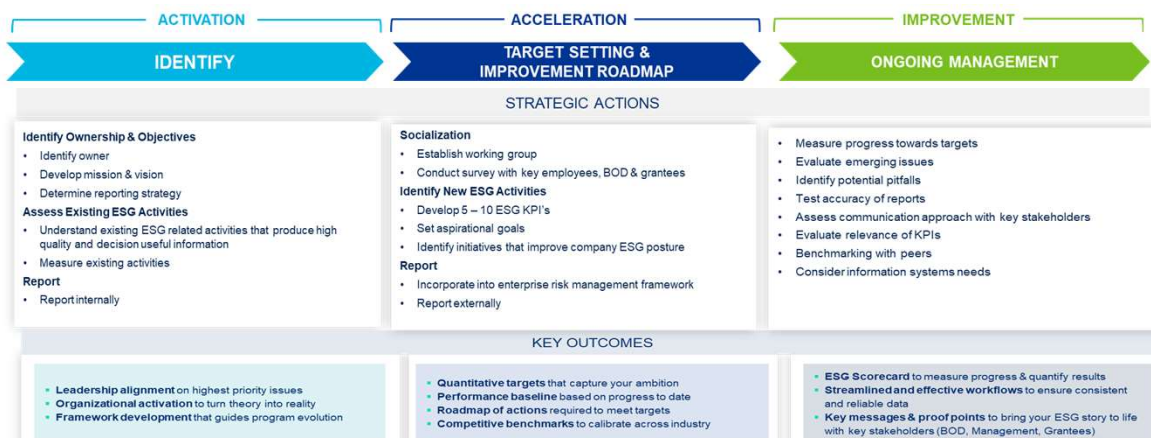 ACTIVATION
ACCELERATION
IMPROVEMENT
IDENTIFY
TARGET SETTING &
IMPROVEMENT ROADMAP
ONGOING MANAGEMENT
STRATEGIC ACTIONS
Identify Ownership & Objectives
• Identify owner
• Develop mission & vision
• Determine reporting strategy
Assess Existing ESG Activities
• Understand existing ESG related activities that produce high
quality and decision useful information
• Measure existing activities
Report
• Report internally
Socialization
• Establish working group
• Conduct survey with key employees, BOD & grantees
Identify New ESG Activities
• Develop 5 – 10 ESG KPI's
• Set aspirational goals
• Identify initiatives that improve company ESG posture
Report
• Incorporate into enterprise risk management framework
• Report externally
• Measure progress towards targets
• Evaluate emerging issues
• Identify potential pitfalls
• Test accuracy of reports
• Assess communication approach with key stakeholders
• Evaluate relevance of KPIs
• Benchmarking with peers
• Consider information systems needs
KEY OUTCOMES
▪ Leadership alignment on highest priority issues
▪ Organizational activation to turn theory into reality
▪ Framework development that guides program evolution
▪ Quantitative targets that capture your ambition
▪ Performance baseline based on progress to date
▪ Roadmap of actions required to meet targets
▪ Competitive benchmarks to calibrate across industry
▪ ESG Scorecard to measure progress & quantify results
▪ Streamlined and effective workflows to ensure consistent
and reliable data
▪ Key messages & proof points to bring your ESG story to life
with key stakeholders (BOD, Management, Grantees)